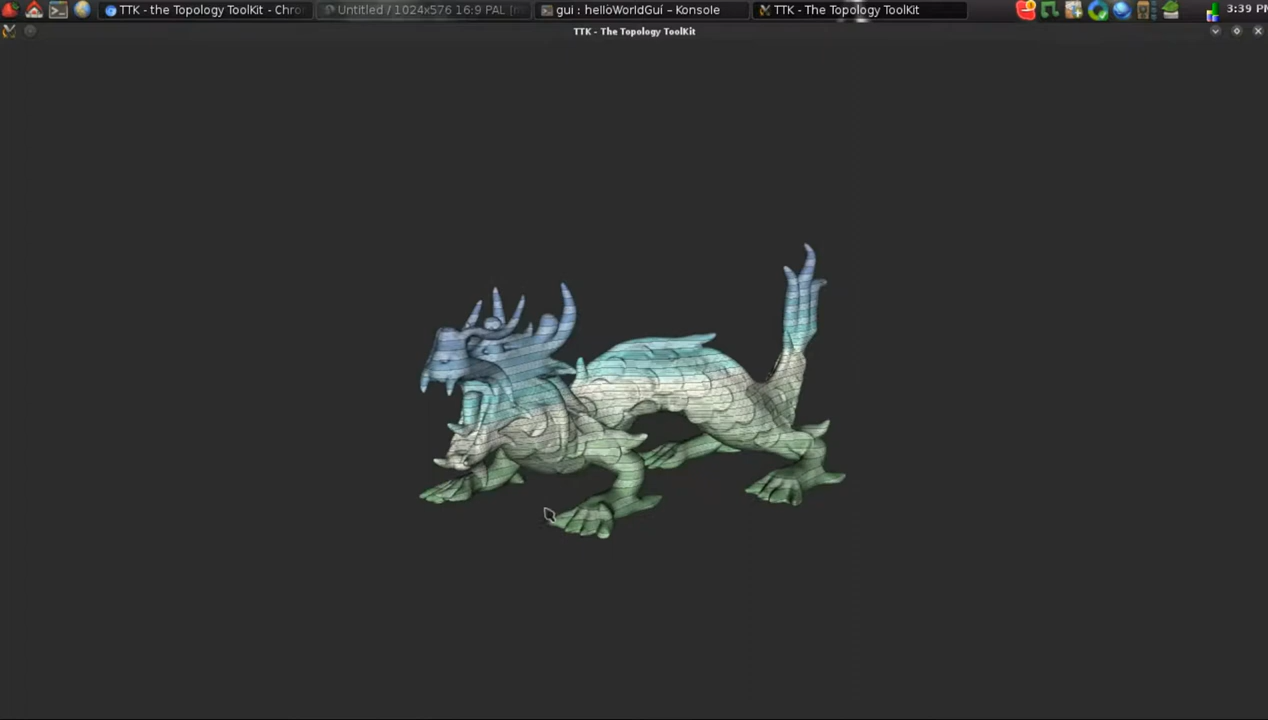 TTK - the Topology ToolKit - Chro
Untitled / 1024x576 16:9 PAL (
gui : helloWorldGui – Konsole
TTK - The Topology ToolKit
3:39 PM
TTK - The Topology ToolKit